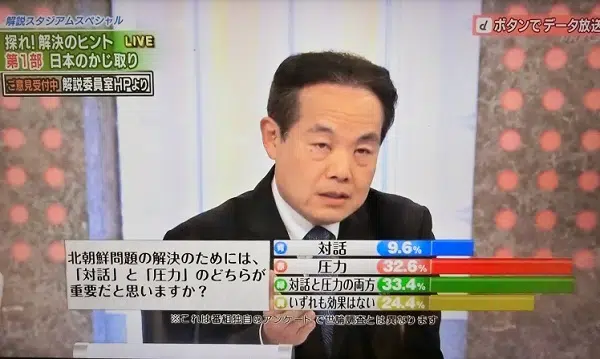 解説スタジアムスペシャル
探れ!解決のヒント LIVE
第1部 日本のかじ取り
ご意見受付中 解説委員室HPより
d ボタンでデータ放送
北朝鮮問題の解決のためには、
「対話」と「圧力」のどちらが
重要だと思いますか?
青 対話 9.6%
赤 圧力 32.6%
緑 対話と圧力の両方 33.4%
黄 いずれも効果はない 24.4%
※これは番組独自のアンケートで世論調査とは異なります